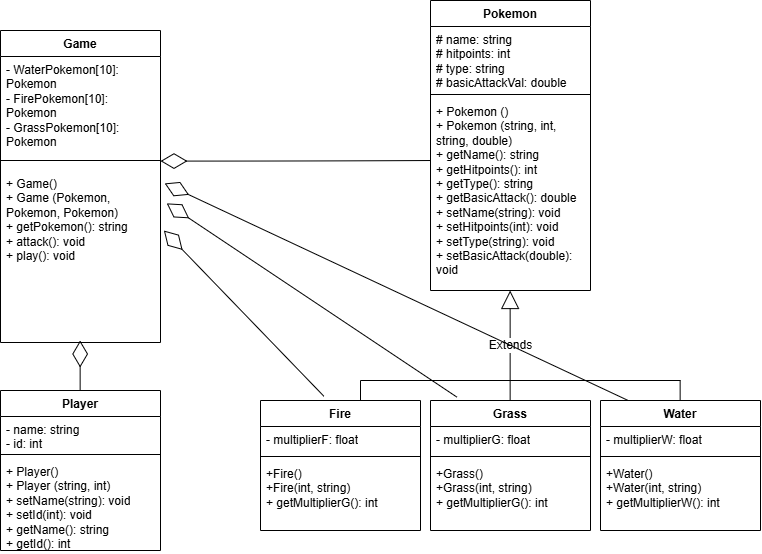 Game
- WaterPokemon[10]:
Pokemon
- FirePokemon[10]:
Pokemon
- GrassPokemon[10]:
Pokemon
+ Game()
+ Game (Pokemon,
Pokemon, Pokemon)
+ getPokemon(): string
+ attack(): void
+ play(): void
Pokemon
# name: string
# hitpoints: int
# type: string
# basicAttackVal: double
+ Pokemon ()
+ Pokemon (string, int,
string, double)
+ getName(): string
+ getHitpoints(): int
+ getType(): string
+ getBasicAttack(): double
+ setName(string): void
+ setHitpoints(int): void
+ setType(string): void
+ setBasicAttack(double):
void
Extends
Player
- name: string
- id: int
+ Player()
+ Player (string, int)
+ setName(string): void
+ setId(int): void
+ getName(): string
+ getId(): int
Fire
- multiplierF: float
+Fire()
+Fire(int, string)
+ getMultiplierG(): int
Grass
- multiplierG: float
+Grass()
+Grass(int, string)
+ getMultiplierG(): int
Water
- multiplierW: float
+Water()
+Water(int, string)
+ getMultiplierW(): int